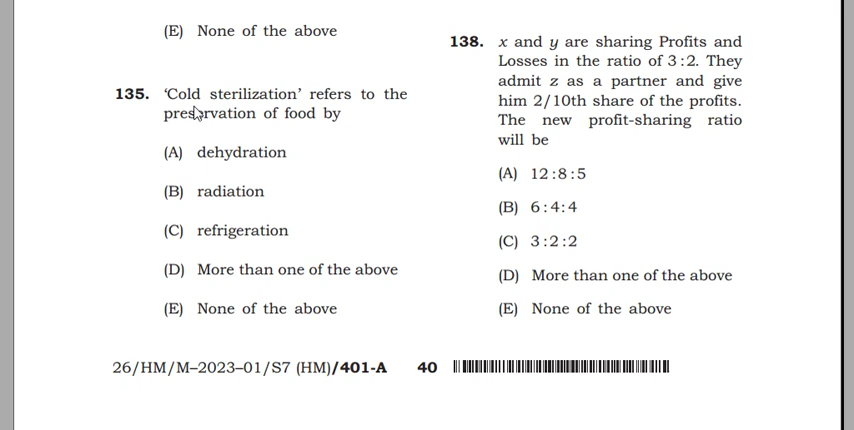 (E) None of the above
135. ‘Cold sterilization’ refers to the
preservation of food by
(A) dehydration
(B) radiation
(C) refrigeration
(D) More than one of the above
(E) None of the above
138. x and y are sharing Profits and
Losses in the ratio of 3 : 2. They
admit z as a partner and give
him 2/10th share of the profits.
The new profit-sharing ratio
will be
(A) 12 : 8 : 5
(B) 6 : 4 : 4
(C) 3 : 2 : 2
(D) More than one of the above
(E) None of the above
26/HM/M–2023–01/S7 (HM)/401-A 40